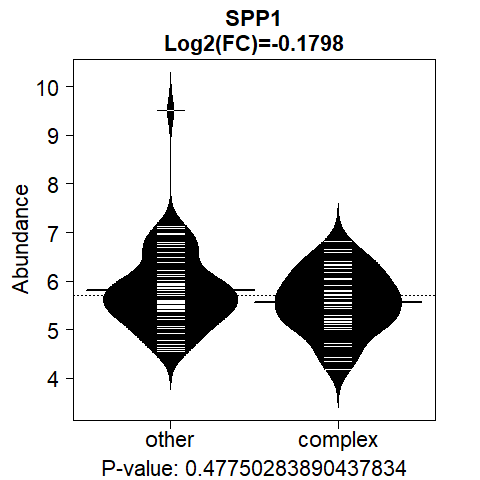 SPP1
Log2(FC)=-0.1798
Abundance
10
9
8
7
6
5
4
other complex
P-value: 0.47750283890437834